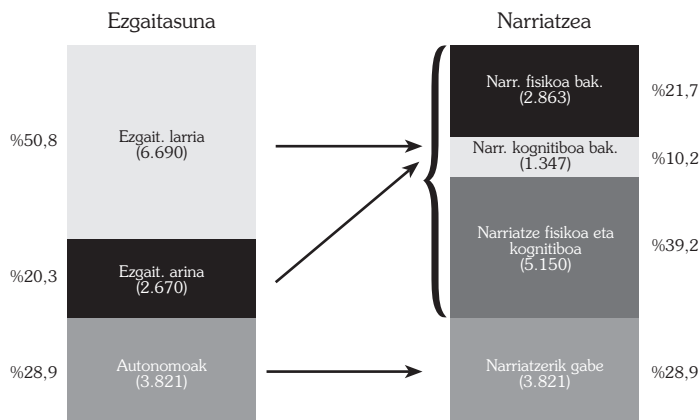 Ezgaitasuna
Narriatzea
%50,8
Ezgait. larria
(6.690)
%20,3
Ezgait. arina
(2.670)
%28,9
Autonomoak
(3.821)
Narr. fisikoa bak.
(2.863)
%21,7
Narr. kognitiboa bak.
(1.347)
%10,2
Narriatze fisikoa eta
kognitiboa
(5.150)
%39,2
Narriatzerik gabe
(3.821)
%28,9